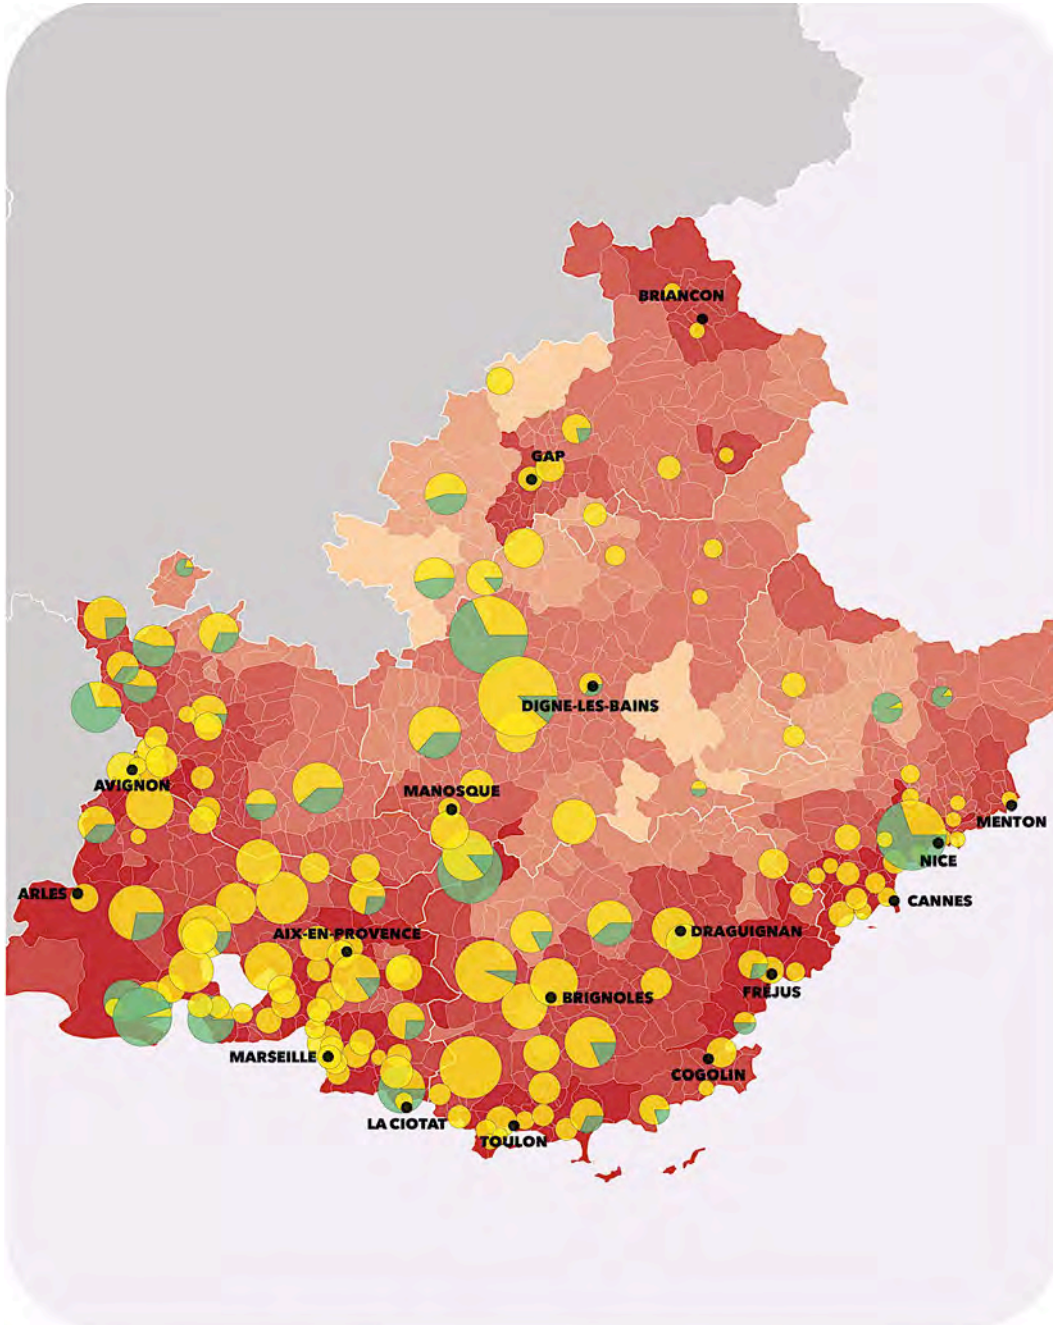 BRIANCON
GAP
DIGNE-LES-BAINS
AVIGNON
MANOSQUE
MENTON
NICE
ARLES
CANNES
AIX-EN-PROVENCE
DRAGUIGNAN
FRÉJUS
BRIGNOLES
MARSEILLE
COGOLIN
LA CIOTAT
TOULON